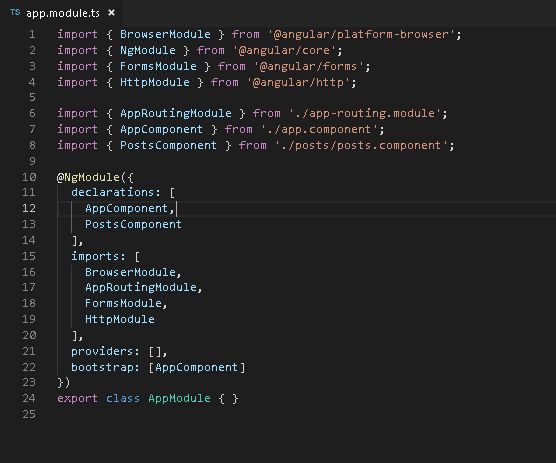 TS app.module.ts ×
1 import { BrowserModule } from '@angular/platform-browser';
2 import { NgModule } from '@angular/core';
3 import { FormsModule } from '@angular/forms';
4 import { HttpModule } from '@angular/http';
5
6 import { AppRoutingModule } from './app-routing.module';
7 import { AppComponent } from './app.component';
8 import { PostsComponent } from './posts/posts.component';
9
10 @NgModule({
11   declarations: [
12     AppComponent,
13     PostsComponent
14   ],
15   imports: [
16     BrowserModule,
17     AppRoutingModule,
18     FormsModule,
19     HttpModule
20   ],
21   providers: [],
22   bootstrap: [AppComponent]
23 })
24 export class AppModule { }
25